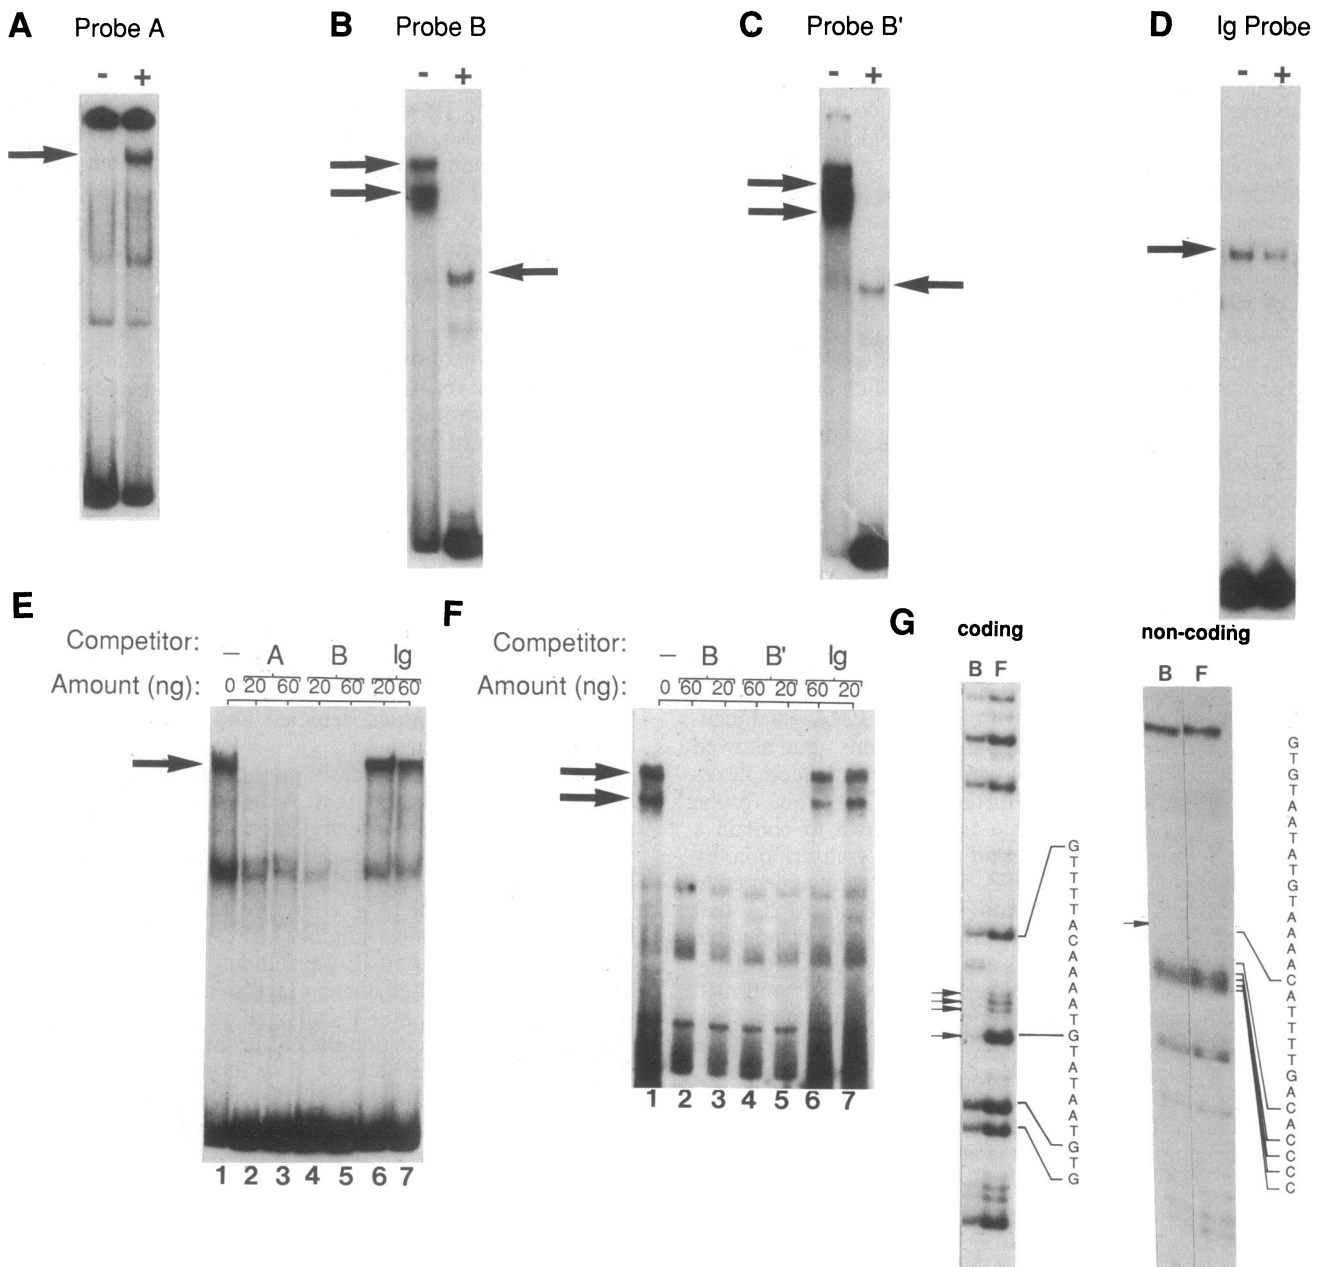 A Probe A
- +
B Probe B
- +
C Probe B'
- +
D Ig Probe
- +
E
Competitor: – A B Ig
Amount (ng): 0 20 60 20 60 20 60
1 2 3 4 5 6 7
F
Competitor: – B B' Ig
Amount (ng): 0 60 20 60 20 60 20
1 2 3 4 5 6 7
G
coding
B F
GTTTTACAAAATGTATAATGTG
non-coding
B F
GTGTAATATGTAAAACATTTTGACACCCC